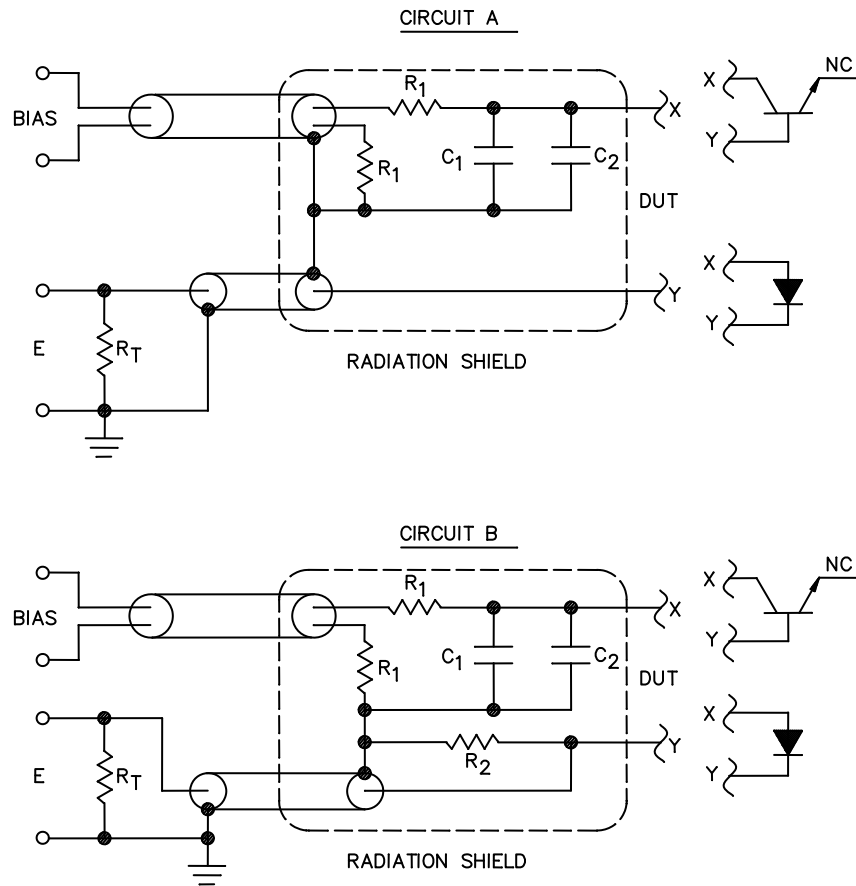 CIRCUIT A
R1
X
NC
X
BIAS
C1
C2
Y
R1
DUT
X
Y
Y
E
RT
RADIATION SHIELD
CIRCUIT B
R1
X
NC
X
BIAS
C1
C2
Y
R1
DUT
X
Y
R2
Y
E
RT
RADIATION SHIELD